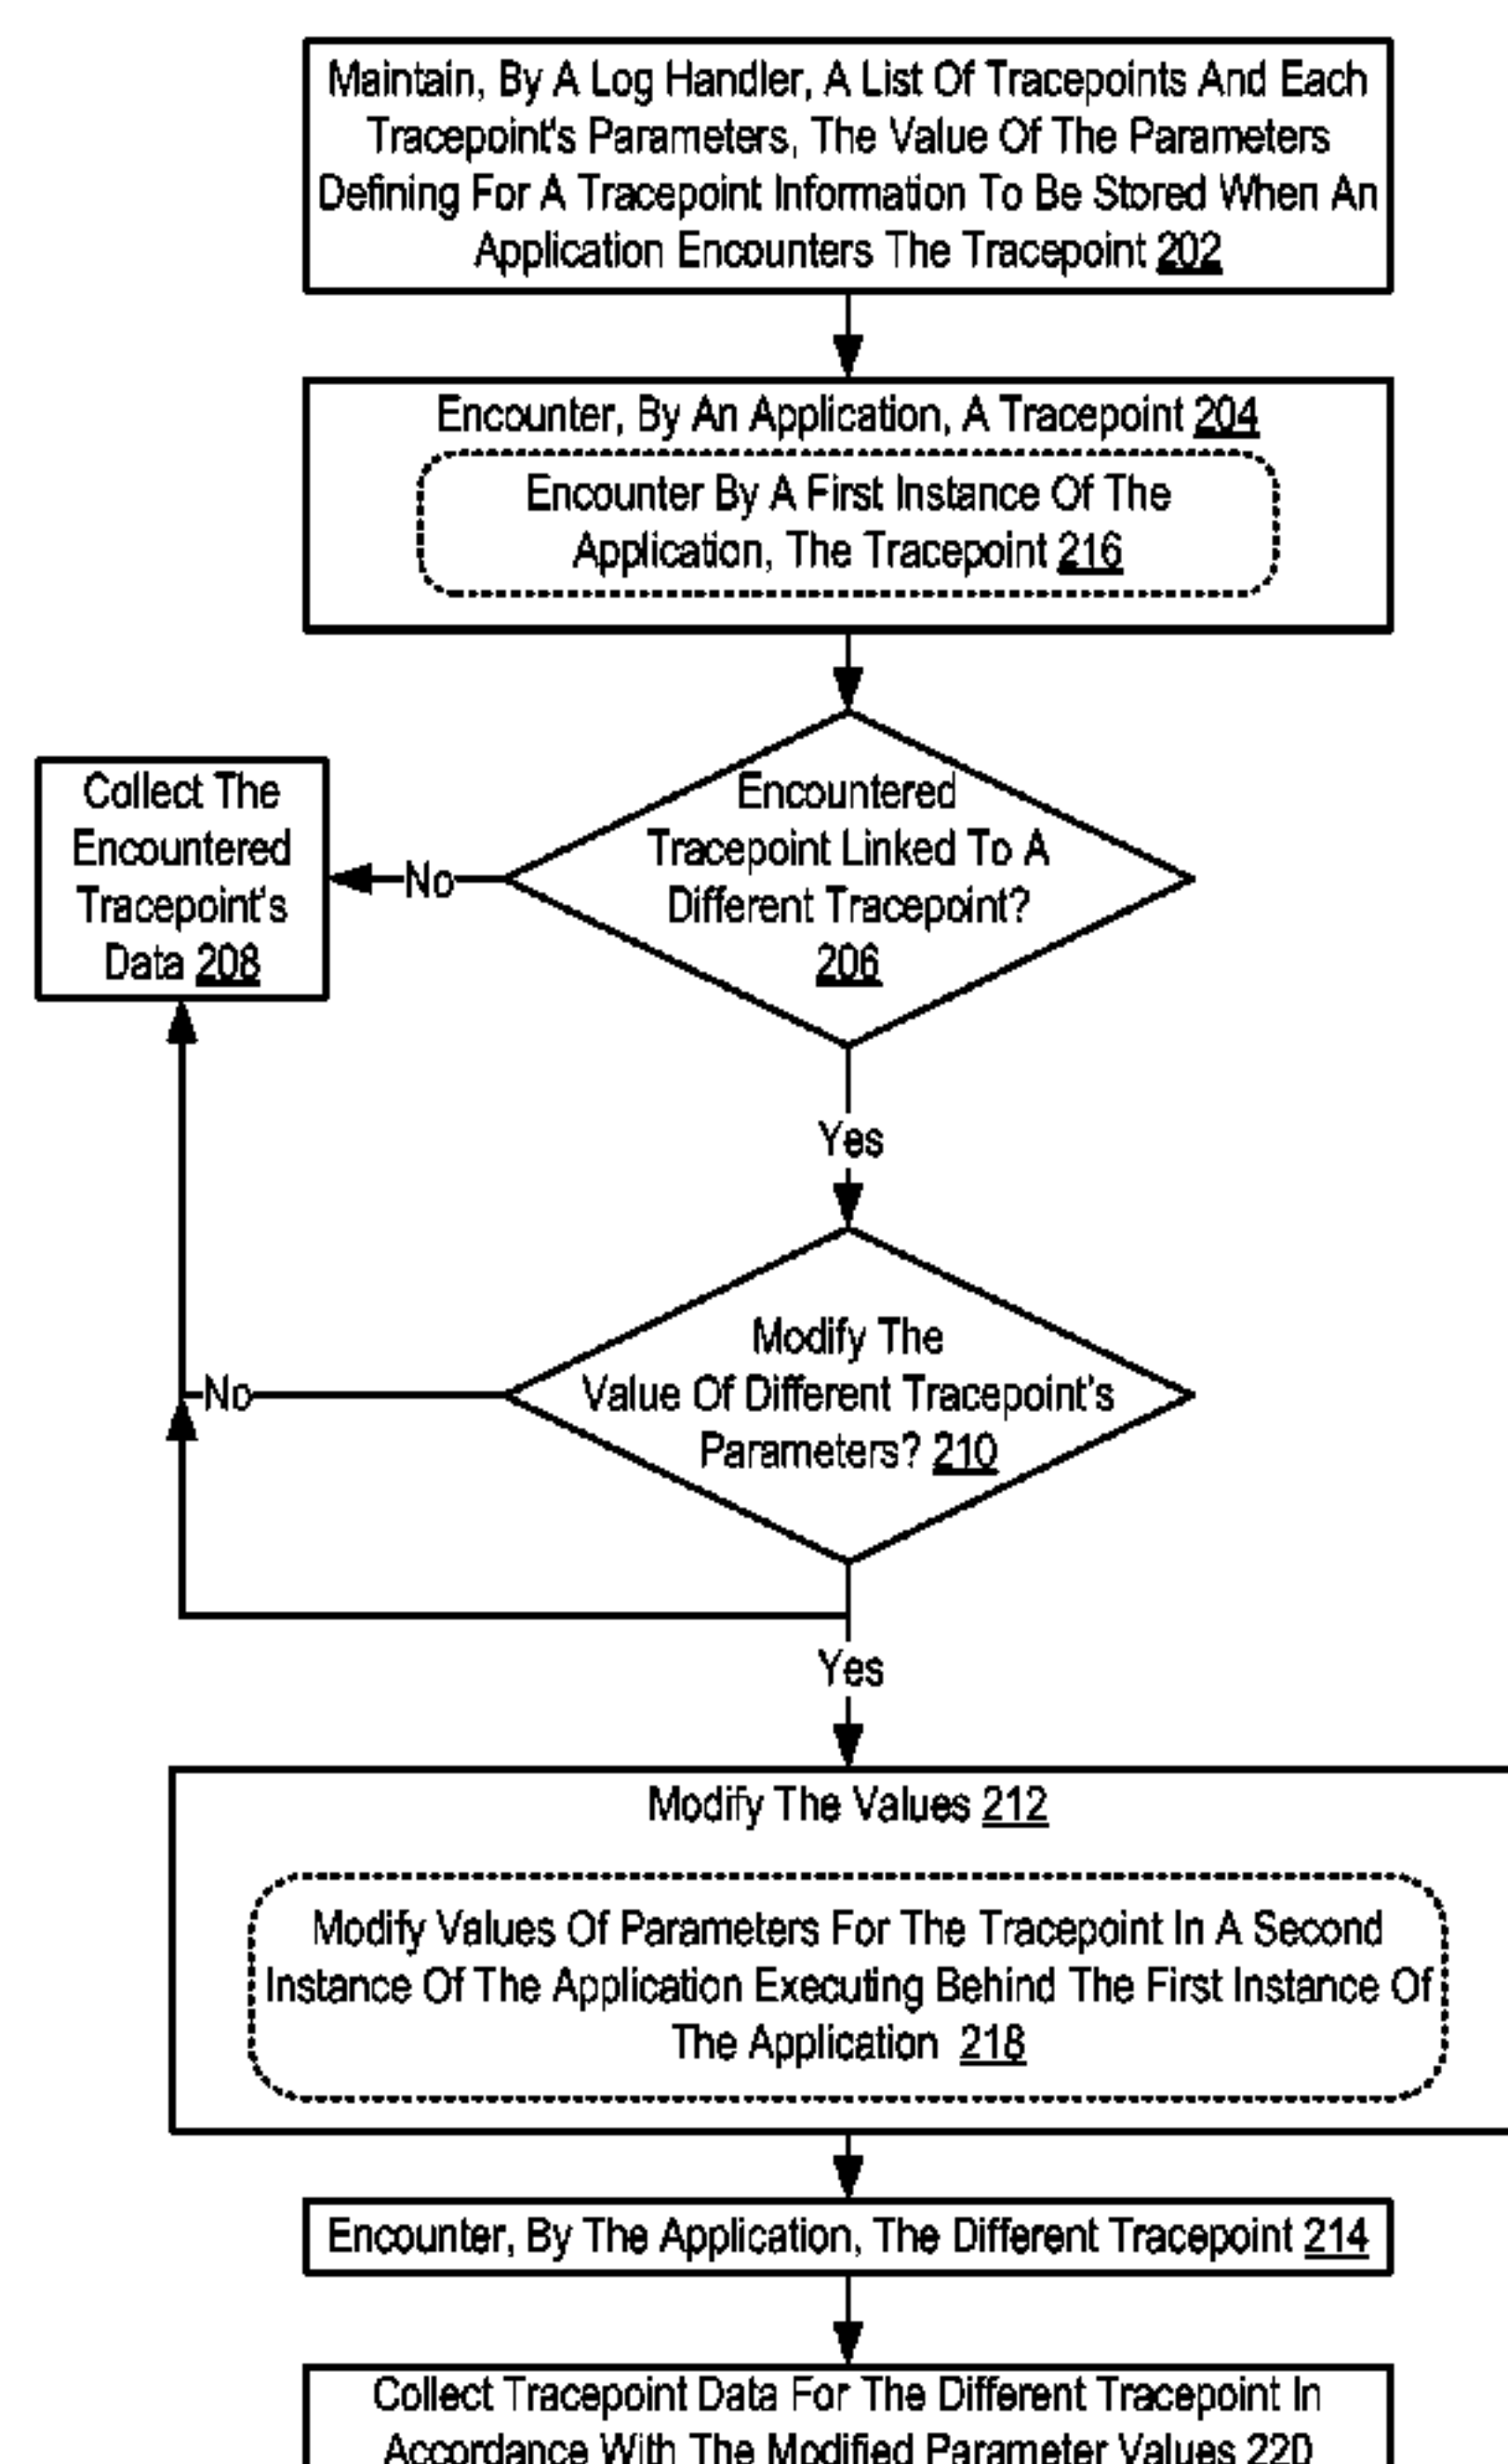 Maintain, By A Log Handler, A List Of Tracepoints And Each
Tracepoint's Parameters, The Value Of The Parameters
Defining For A Tracepoint Information To Be Stored When An
Application Encounters The Tracepoint 202
Encounter, By An Application, A Tracepoint 204
Encounter By A First Instance Of The
Application, The Tracepoint 216
Encountered
Tracepoint Linked To A
Different Tracepoint?
206
No
Collect The
Encountered
Tracepoint's
Data 208
Yes
Modify The
Value Of Different Tracepoint's
Parameters? 210
No
Yes
Modify The Values 212
Modify Values Of Parameters For The Tracepoint In A Second
Instance Of The Application Executing Behind The First Instance Of
The Application 218
Encounter, By The Application, The Different Tracepoint 214
Collect Tracepoint Data For The Different Tracepoint In
Accordance With The Modified Parameter Values 220